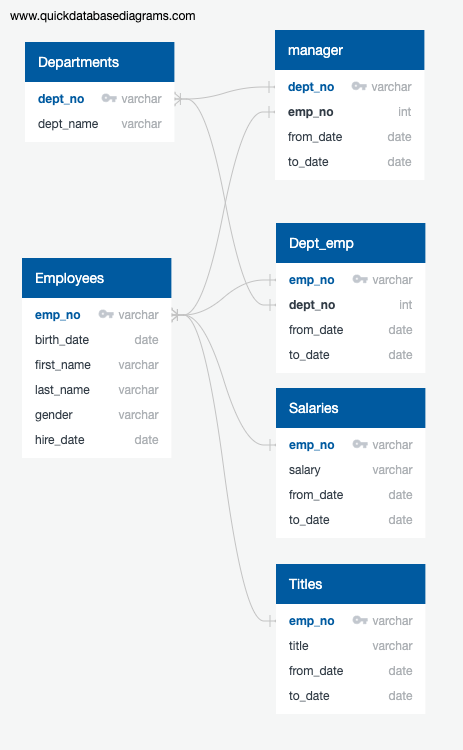 www.quickdatabasediagrams.com
Departments
dept_no varchar
dept_name varchar
manager
dept_no varchar
emp_no int
from_date date
to_date date
Employees
emp_no varchar
birth_date date
first_name varchar
last_name varchar
gender varchar
hire_date date
Dept_emp
emp_no varchar
dept_no int
from_date date
to_date date
Salaries
emp_no varchar
salary varchar
from_date date
to_date date
Titles
emp_no varchar
title varchar
from_date date
to_date date